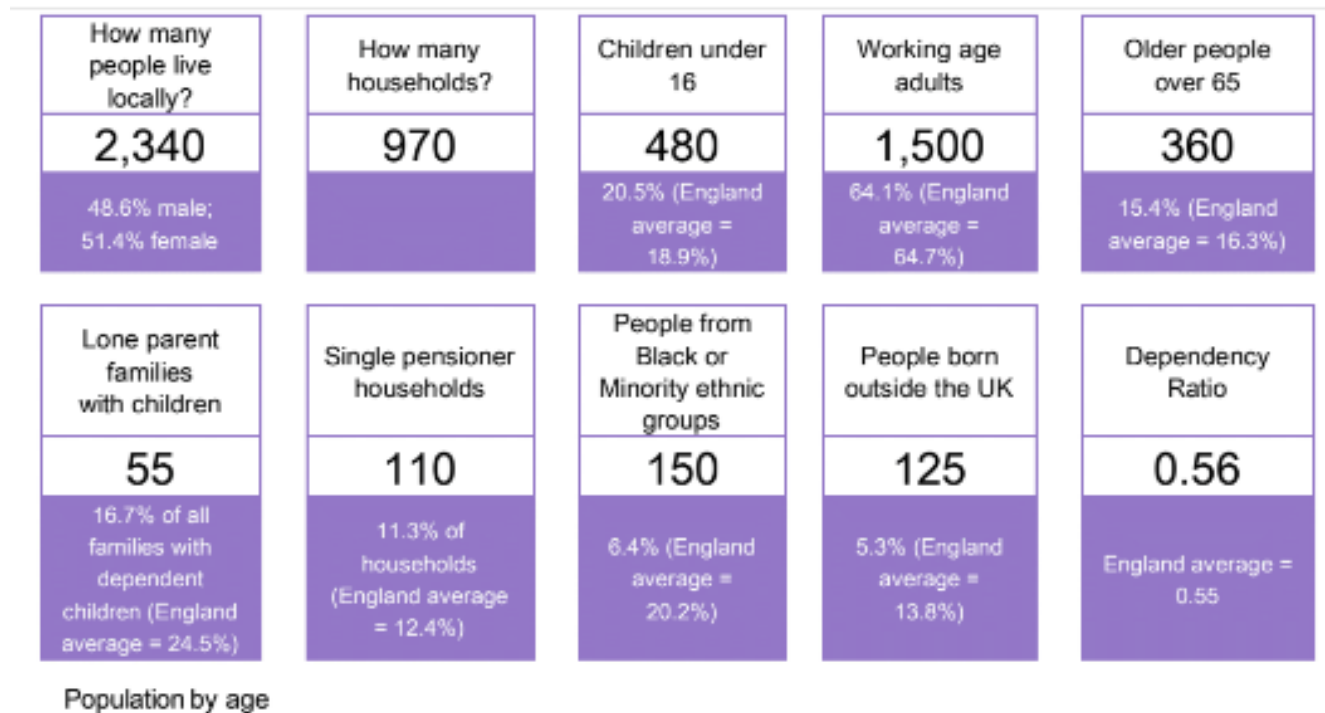 How many
people live
locally?
2,340
48.6% male;
51.4% female
How many
households?
970
Children under
16
480
20.5% (England
average =
18.9%)
Working age
adults
1,500
64.1% (England
average =
64.7%)
Older people
over 65
360
15.4% (England
average = 16.3%)
Lone parent
families
with children
55
16.7% of all
families with
dependent
children (England
average = 24.5%)
Single pensioner
households
110
11.3% of
households
(England average
= 12.4%)
People from
Black or
Minority ethnic
groups
150
6.4% (England
average =
20.2%)
People born
outside the UK
125
5.3% (England
average =
13.8%)
Dependency
Ratio
0.56
England average =
0.55
Population by age